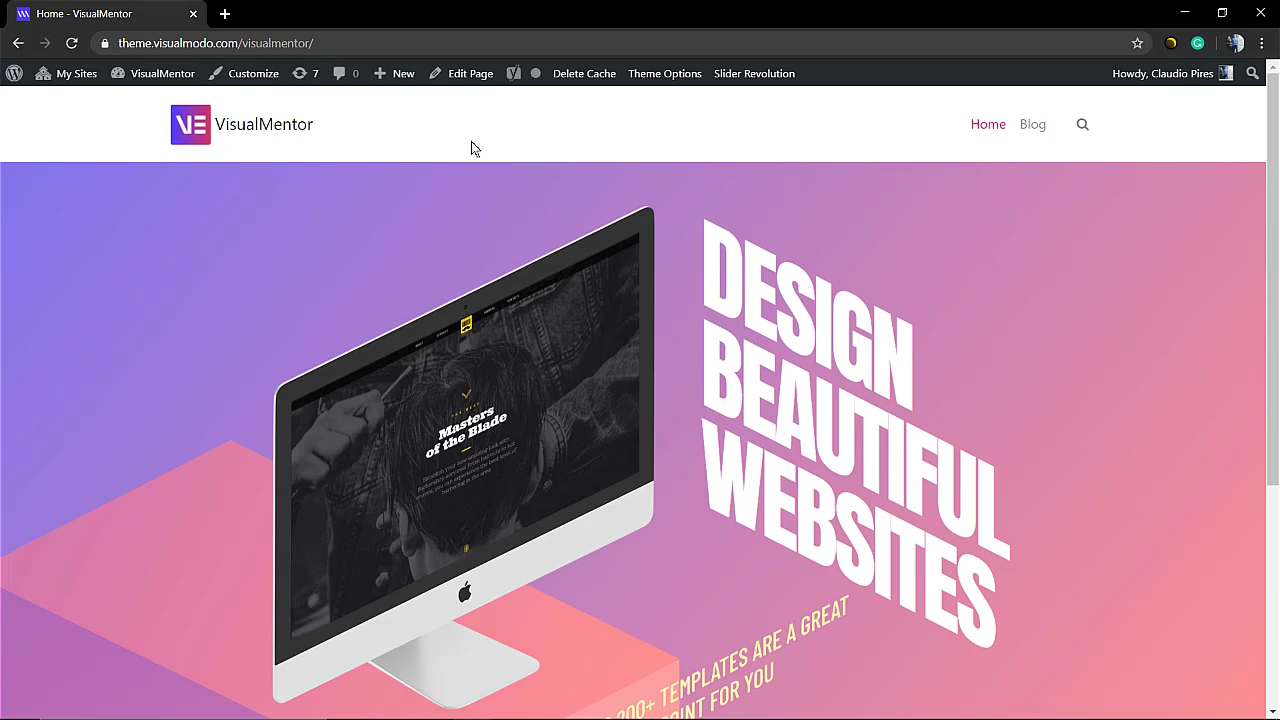 Home - VisualMentor
theme.visualmodo.com/visualmentor/
My Sites VisualMentor Customize 7 0 New Edit Page Delete Cache Theme Options Slider Revolution Howdy, Claudio Pires
VisualMentor
Home Blog
DESIGN
BEAUTIFUL
WEBSITES
Masters
of the Blade
200+ TEMPLATES ARE A GREAT
POINT FOR YOU